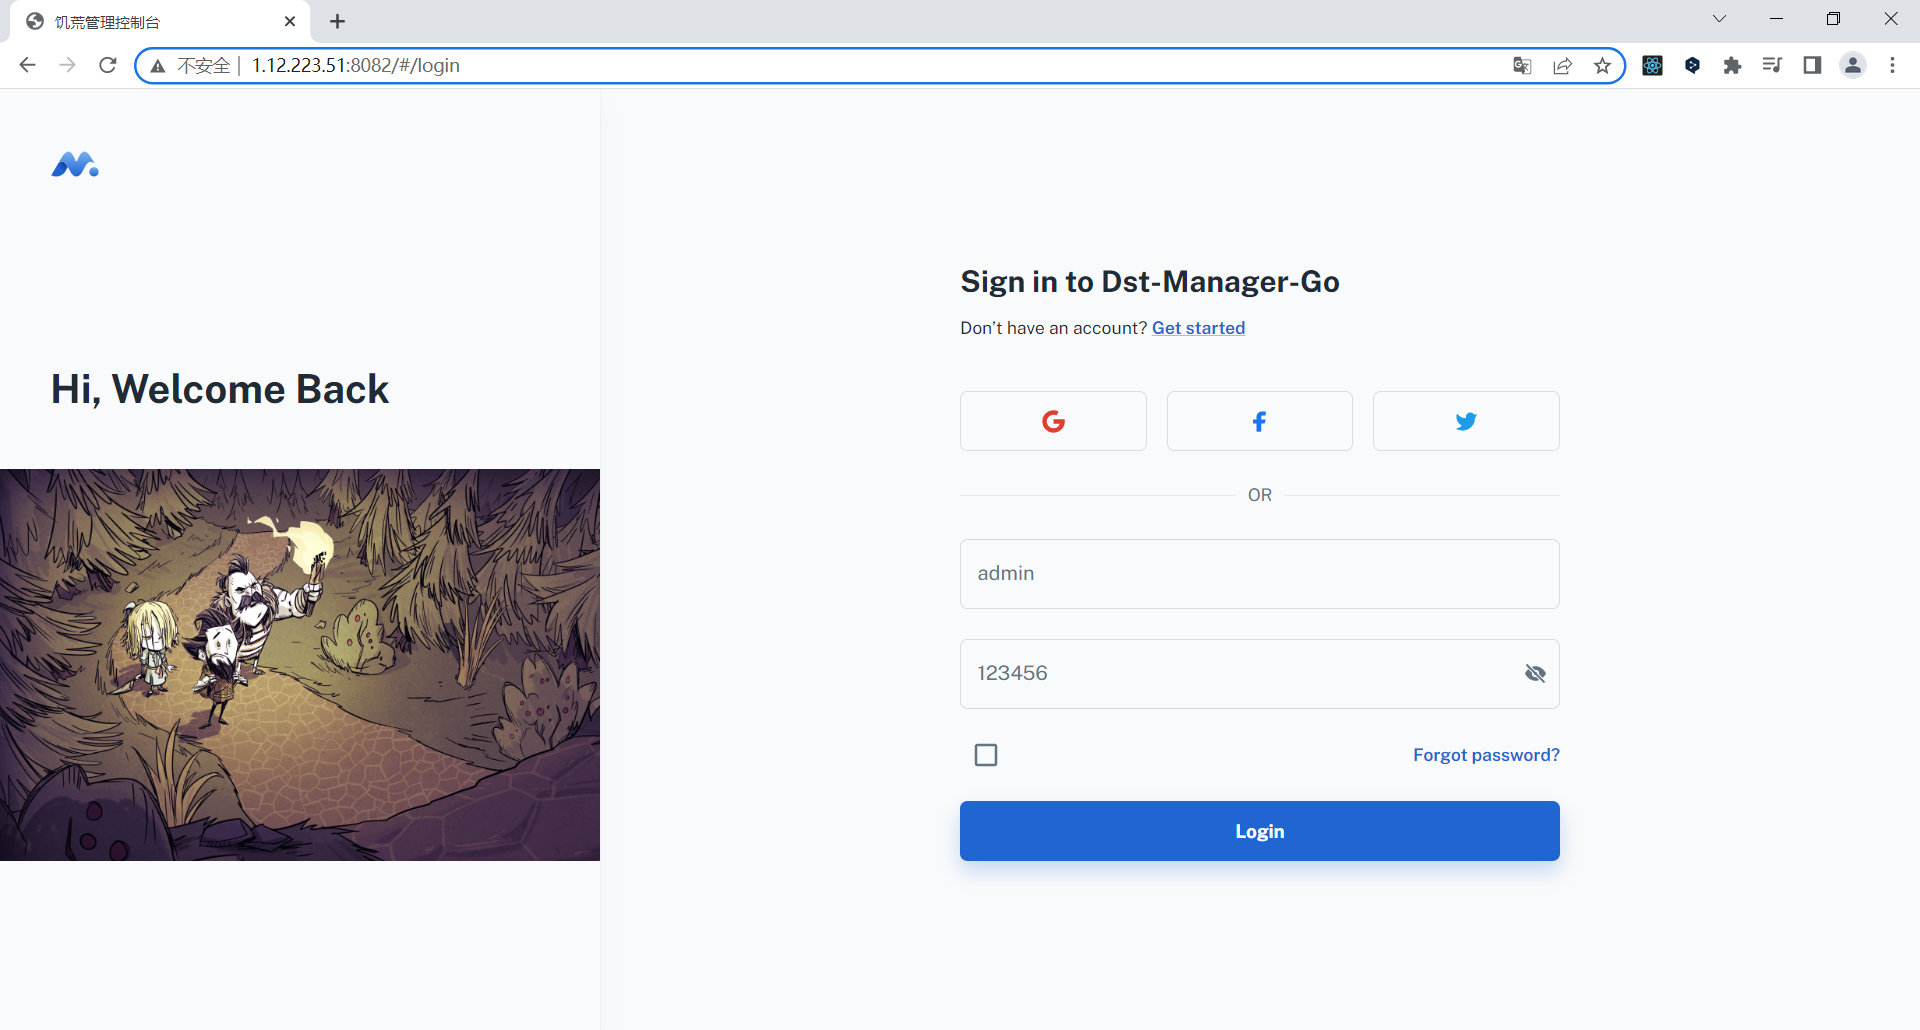 饥荒管理控制台
不安全 1.12.223.51:8082/#/login
Hi, Welcome Back
Sign in to Dst-Manager-Go
Don’t have an account? Get started
OR
admin
123456
Forgot password?
Login